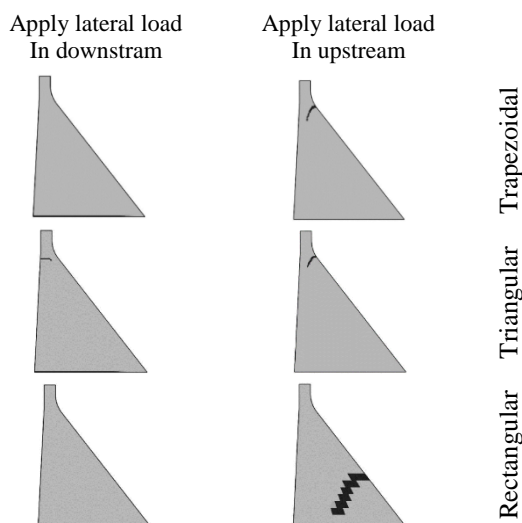 Apply lateral load
In downstram
Apply lateral load
In upstream
Trapezoidal
Triangular
Rectangular